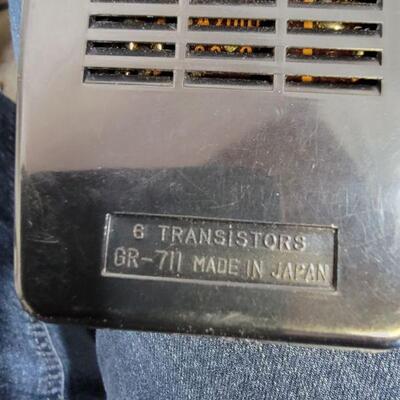 6 TRANSiSTORS
GR-711 MADE IN JAPAN